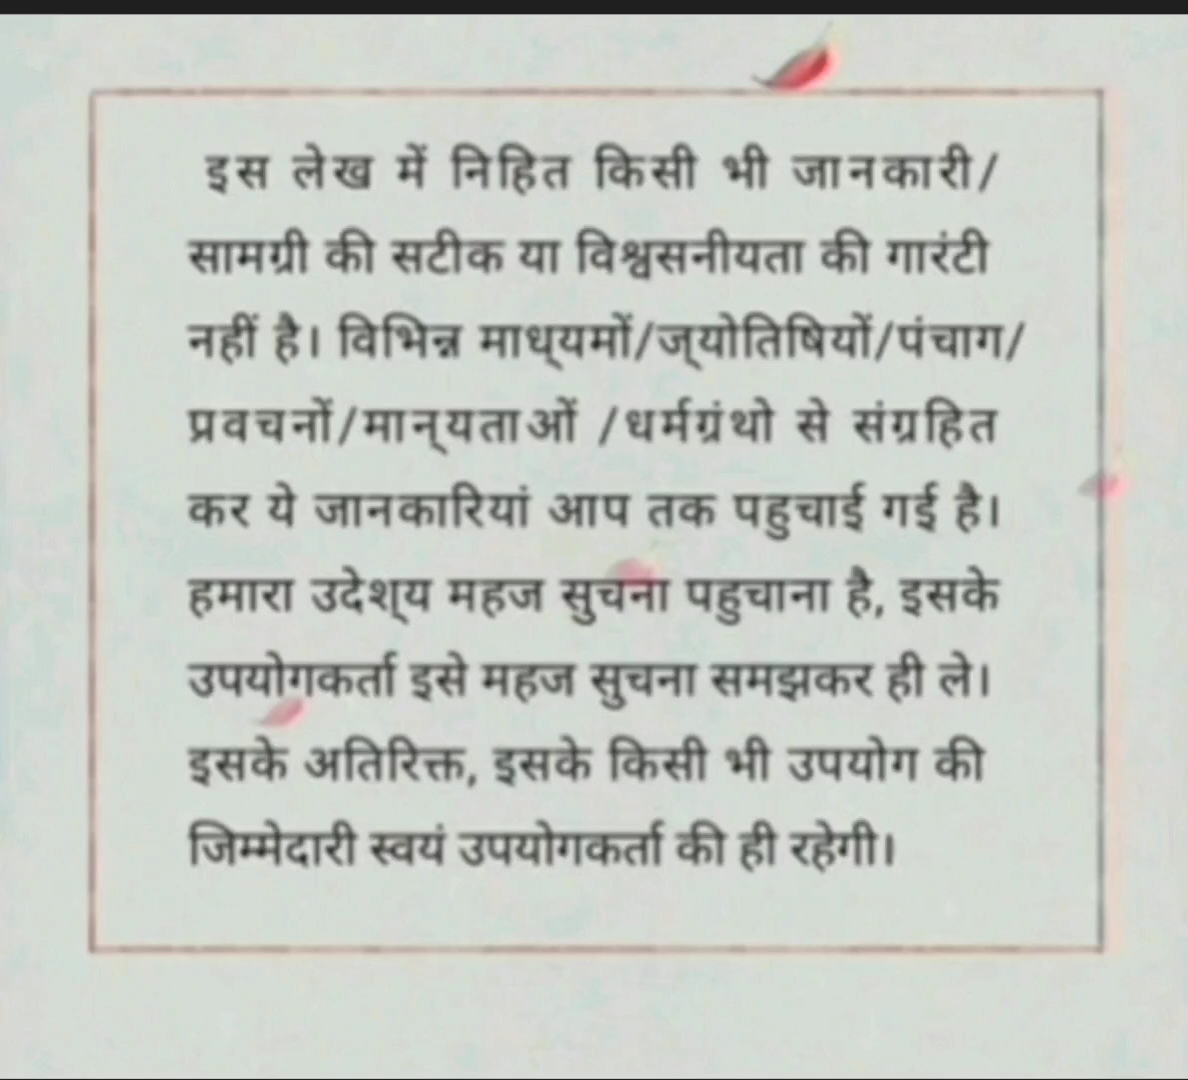 इस लेख में निहित किसी भी जानकारी/
सामग्री की सटीक या विश्वसनीयता की गारंटी
नहीं है। विभिन्न माध्‌यमों/ज्‌योतिषियों/पंचाग/
प्रवचनों/मान्‌यताओं /धर्मग्रंथो से संग्रहित
कर ये जानकारियां आप तक पहुचाई गई है।
हमारा उदेश्‌य महज सुचना पहुचाना है, इसके
उपयोगकर्ता इसे महज सुचना समझकर ही ले।
इसके अतिरिक्त, इसके किसी भी उपयोग की
जिम्मेदारी स्वयं उपयोगकर्ता की ही रहेगी।